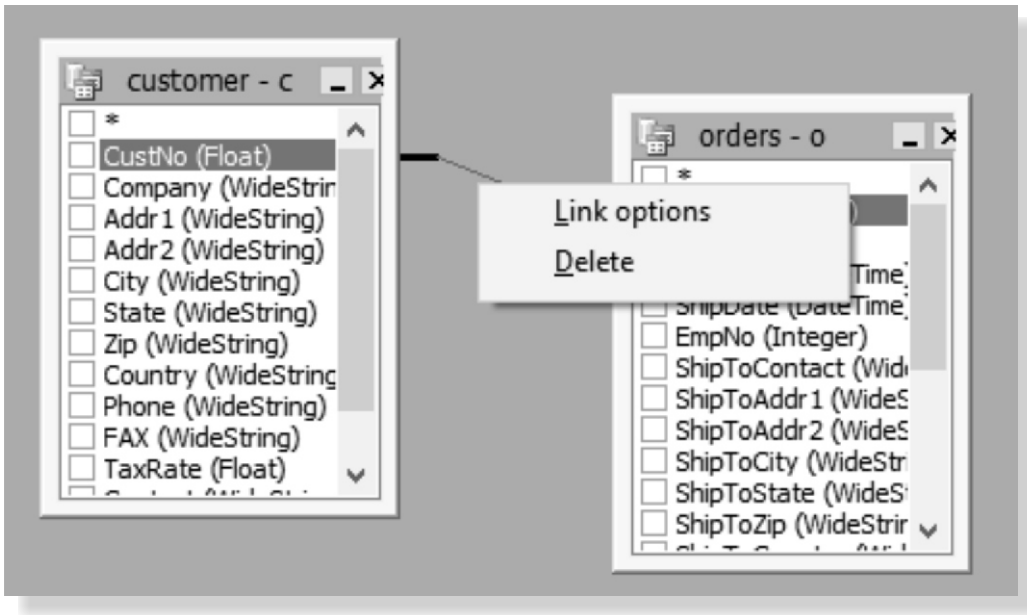 customer - c
*
CustNo (Float)
Company (WideStrin
Addr1 (WideString)
Addr2 (WideString)
City (WideString)
State (WideString)
Zip (WideString)
Country (WideString
Phone (WideString)
FAX (WideString)
TaxRate (Float)
orders - o
*
Link options
Delete
Time)
ShipDate (DateTime)
EmpNo (Integer)
ShipToContact (Wid
ShipToAddr1 (WideS
ShipToAddr2 (WideS
ShipToCity (WideStr
ShipToState (WideS
ShipToZip (WideStrir